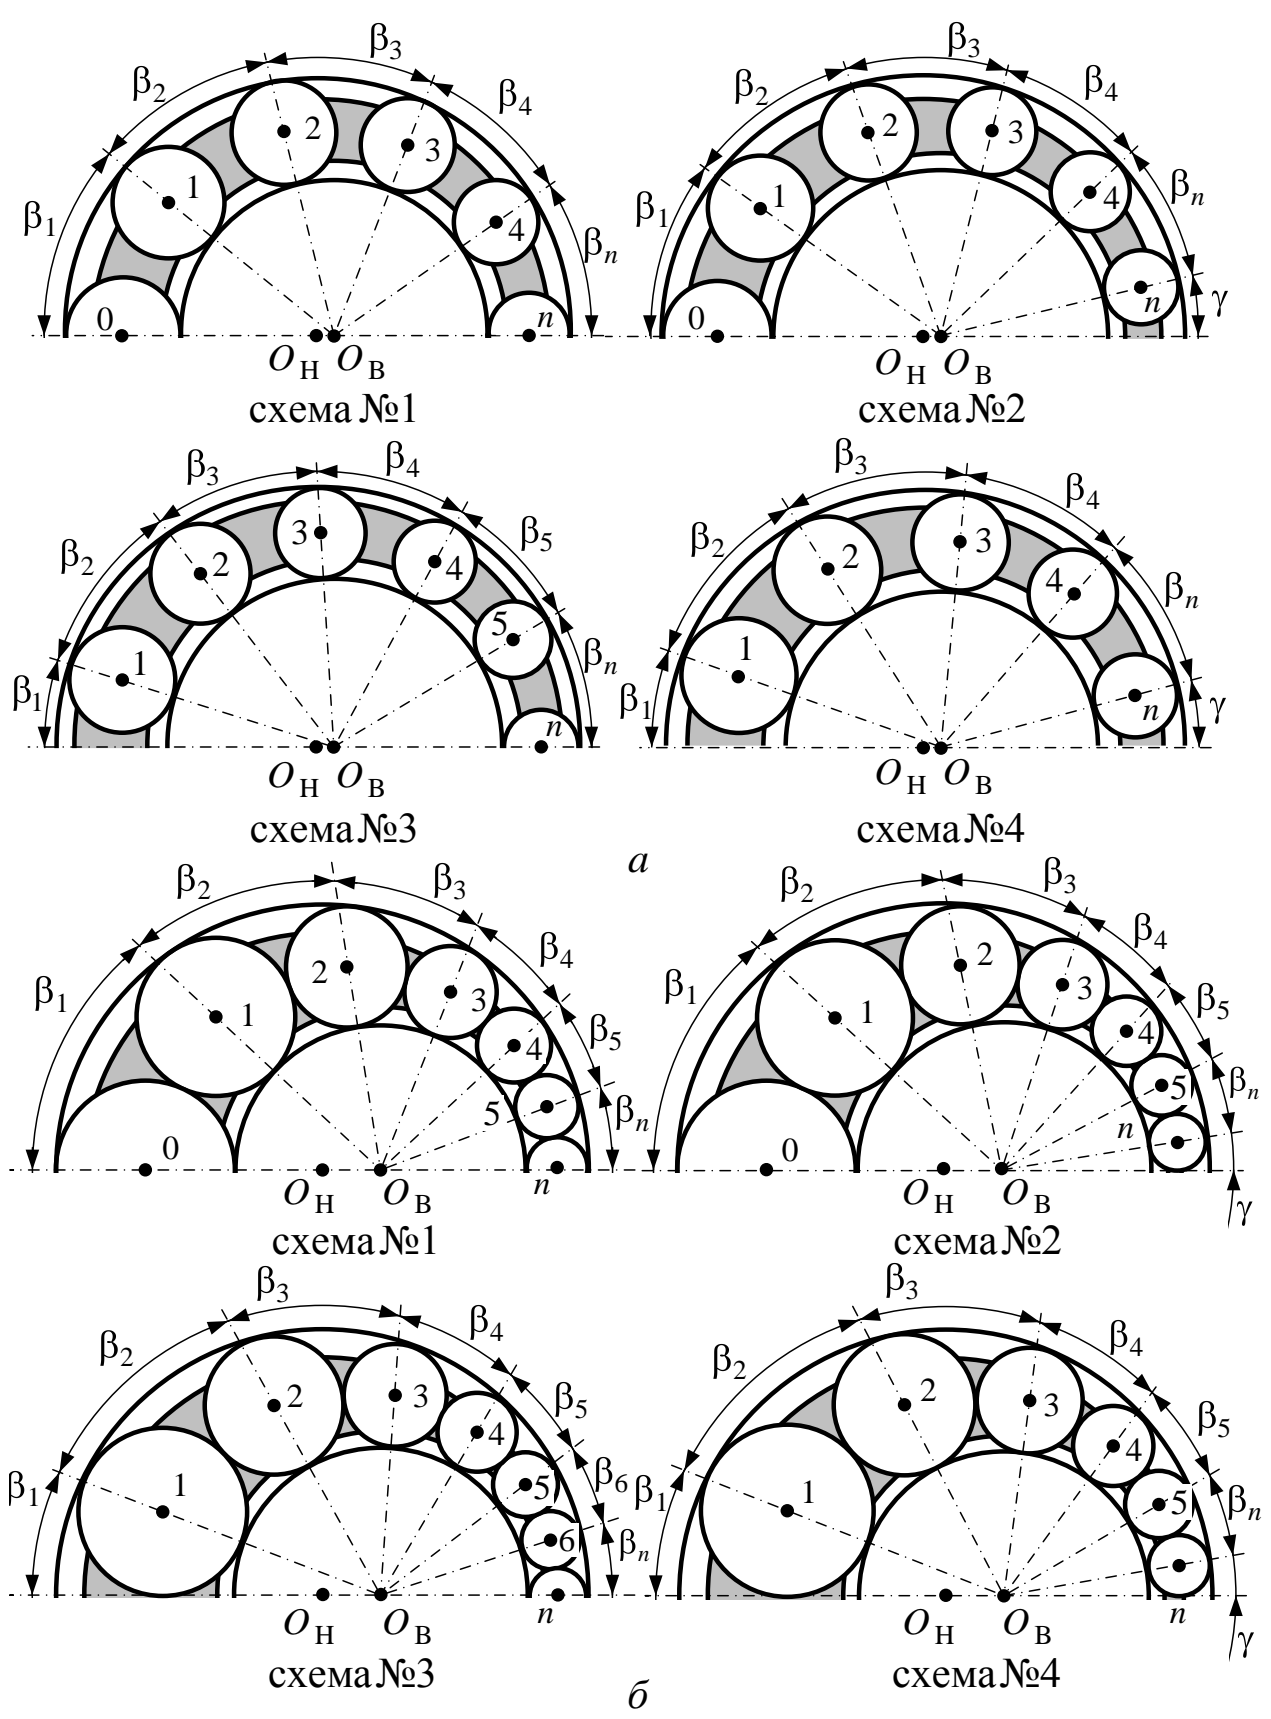 β1 β2 β3 β4 βn
0 1 2 3 4 n
Oн Oв
схема №1
β1 β2 β3 β4 βn γ
0 1 2 3 4 n
Oн Oв
схема №2
β1 β2 β3 β4 β5 βn
1 2 3 4 5 n
Oн Oв
схема №3
β1 β2 β3 β4 βn γ
1 2 3 4 n
Oн Oв
схема №4
а
β1 β2 β3 β4 β5 βn
0 1 2 3 4 5 n
Oн Oв
схема №1
β1 β2 β3 β4 β5 βn γ
0 1 2 3 4 5 n
Oн Oв
схема №2
β1 β2 β3 β4 β5 β6 βn
1 2 3 4 5 6 n
Oн Oв
схема №3
β1 β2 β3 β4 β5 βn γ
1 2 3 4 5 n
Oн Oв
схема №4
б